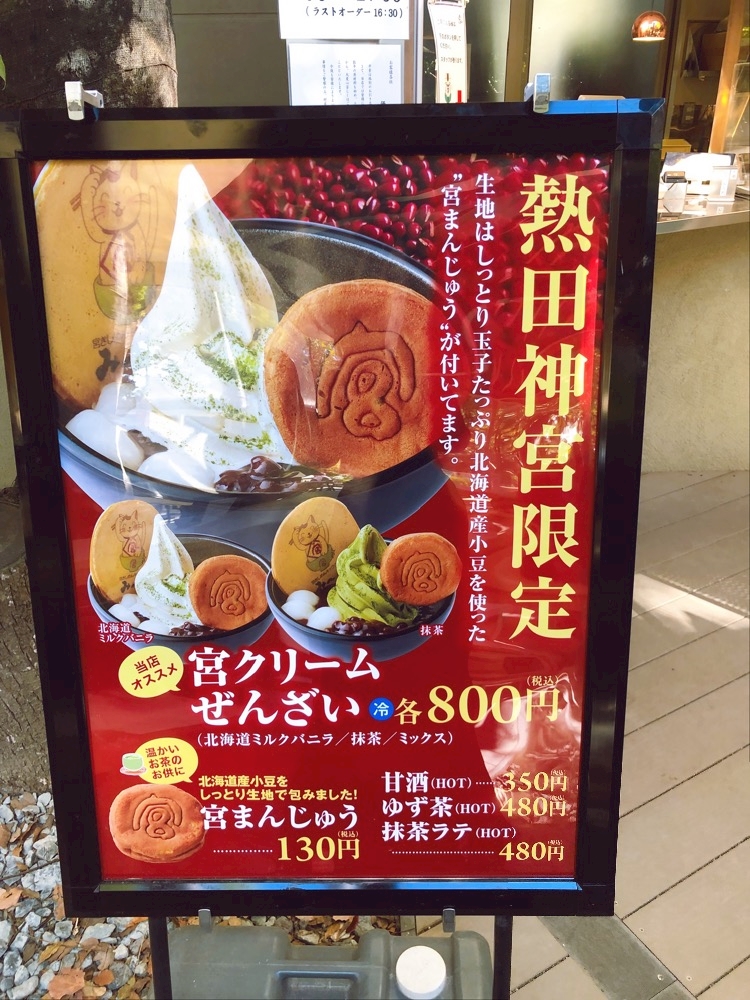 (ラストオーダー 16:30)
熱田神宮限定
生地はしっとり玉子たっぷり北海道産小豆を使った
"宮まんじゅう"が付いてます。
宮
北海道
ミルクバニラ
抹茶
当店
オススメ
宮クリーム
ぜんざい 冷 各800円(税込)
(北海道ミルクバニラ/抹茶/ミックス)
温かい
お茶の
お供に
北海道産小豆を
しっとり生地で包みました!
宮まんじゅう
……………130円(税込)
甘酒(HOT)……350円(税込)
ゆず茶(HOT) 480円(税込)
抹茶ラテ(HOT)
……………………480円(税込)